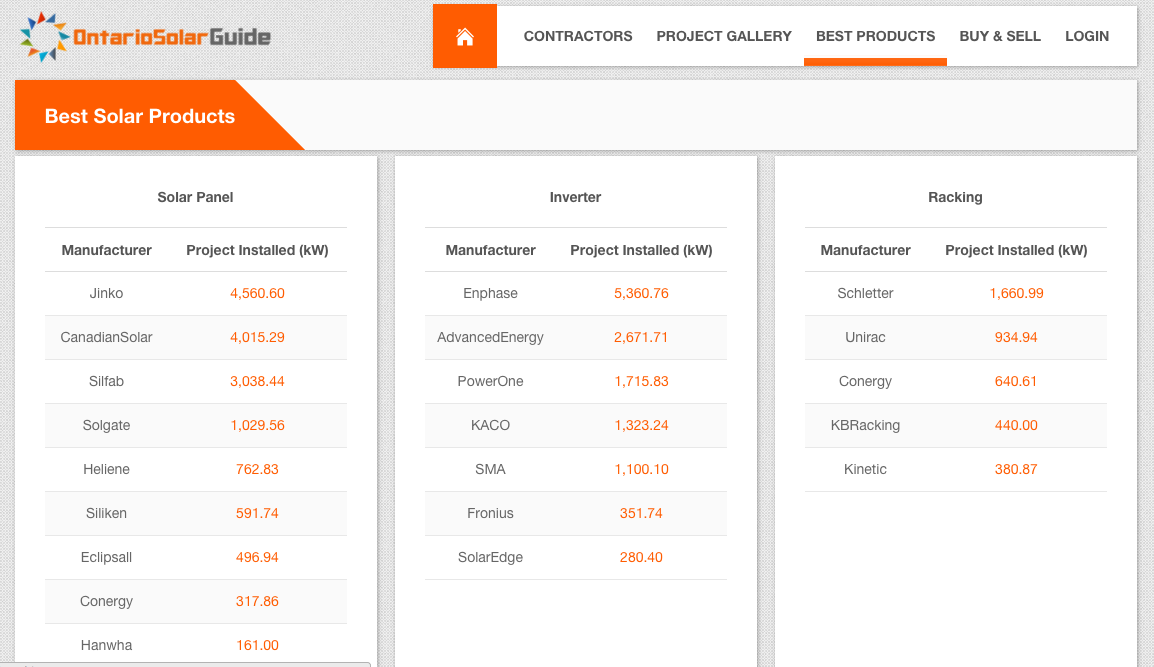 OntarioSolarGuide
CONTRACTORS PROJECT GALLERY BEST PRODUCTS BUY & SELL LOGIN
Best Solar Products
Solar Panel
Manufacturer Project Installed (kW)
Jinko 4,560.60
CanadianSolar 4,015.29
Silfab 3,038.44
Solgate 1,029.56
Heliene 762.83
Siliken 591.74
Eclipsall 496.94
Conergy 317.86
Hanwha 161.00
Inverter
Manufacturer Project Installed (kW)
Enphase 5,360.76
AdvancedEnergy 2,671.71
PowerOne 1,715.83
KACO 1,323.24
SMA 1,100.10
Fronius 351.74
SolarEdge 280.40
Racking
Manufacturer Project Installed (kW)
Schletter 1,660.99
Unirac 934.94
Conergy 640.61
KBRacking 440.00
Kinetic 380.87